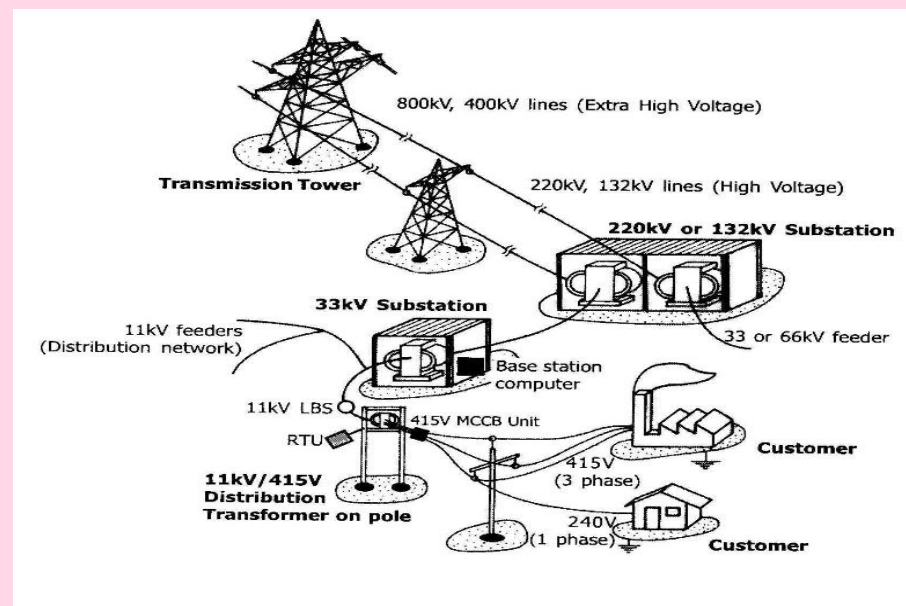 800kV, 400kV lines (Extra High Voltage)
Transmission Tower
220kV, 132kV lines (High Voltage)
220kV or 132kV Substation
33kV Substation
11kV feeders
(Distribution network)
33 or 66kV feeder
Base station
computer
11kV LBS
415V MCCB Unit
RTU
Customer
415V
(3 phase)
11kV/415V
Distribution
Transformer on pole
240V
(1 phase)
Customer